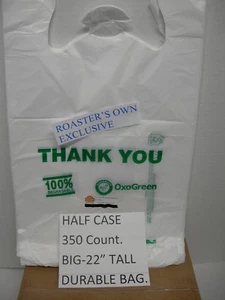 ROASTER'S OWN
EXCLUSIVE
THANK YOU
100%
OxoGreen
HALF CASE
350 Count.
BIG-22" TALL
DURABLE BAG.